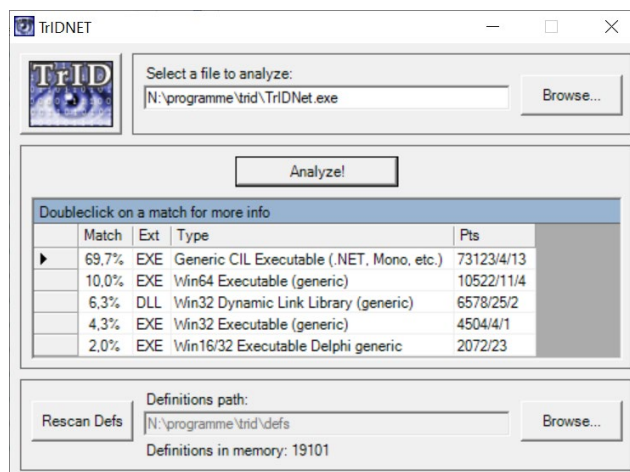 TrIDNET
TrID
Select a file to analyze:
N:\programme\trid\TrIDNet.exe
Browse...
Analyze!
Doubleclick on a match for more info
Match Ext Type Pts
69,7% EXE Generic CIL Executable (.NET, Mono, etc.) 73123/4/13
10,0% EXE Win64 Executable (generic) 10522/11/4
6,3% DLL Win32 Dynamic Link Library (generic) 6578/25/2
4,3% EXE Win32 Executable (generic) 4504/4/1
2,0% EXE Win16/32 Executable Delphi generic 2072/23
Rescan Defs
Definitions path:
N:\programme\trid\defs
Browse...
Definitions in memory: 19101